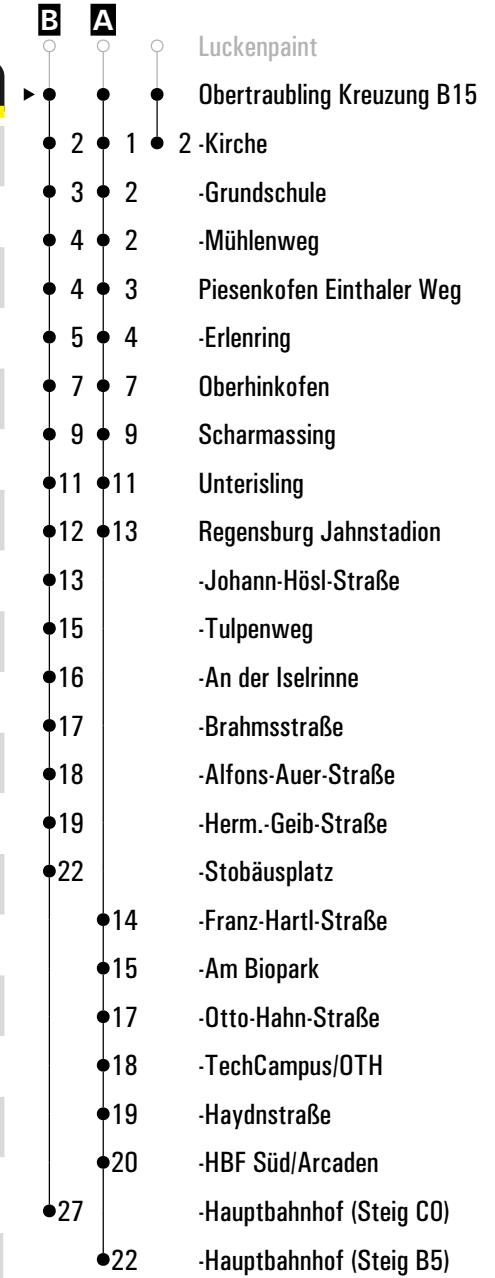 B A
Luckenpaint
Obertraubling Kreuzung B15
2 1 2 -Kirche
3 2 -Grundschule
4 2 -Mühlenweg
4 3 Piesenkofen Einthaler Weg
5 4 -Erlenring
7 7 Oberhinkofen
9 9 Scharmassing
11 11 Unterisling
12 13 Regensburg Jahnstadion
13 -Johann-Hösl-Straße
15 -Tulpenweg
16 -An der Iselrinne
17 -Brahmsstraße
18 -Alfons-Auer-Straße
19 -Herm.-Geib-Straße
22 -Stobäusplatz
14 -Franz-Hartl-Straße
15 -Am Biopark
17 -Otto-Hahn-Straße
18 -TechCampus/OTH
19 -Haydnstraße
20 -HBF Süd/Arcaden
27 -Hauptbahnhof (Steig C0)
22 -Hauptbahnhof (Steig B5)